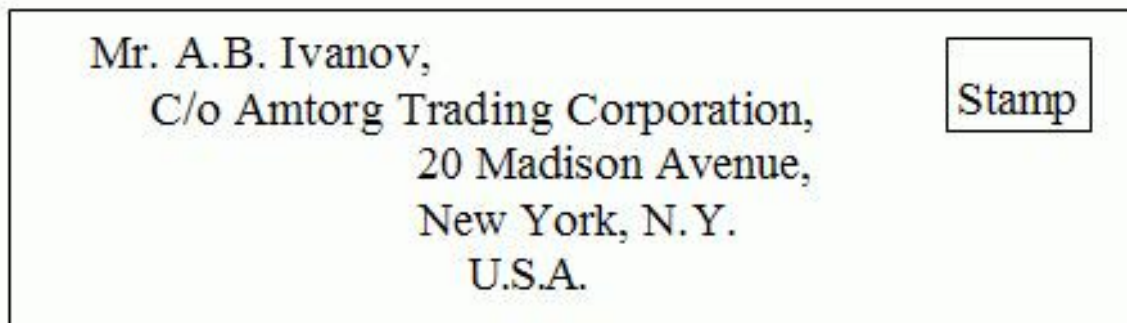 Mr. A.B. Ivanov,
C/o Amtorg Trading Corporation,
20 Madison Avenue,
New York, N.Y.
U.S.A.
Stamp